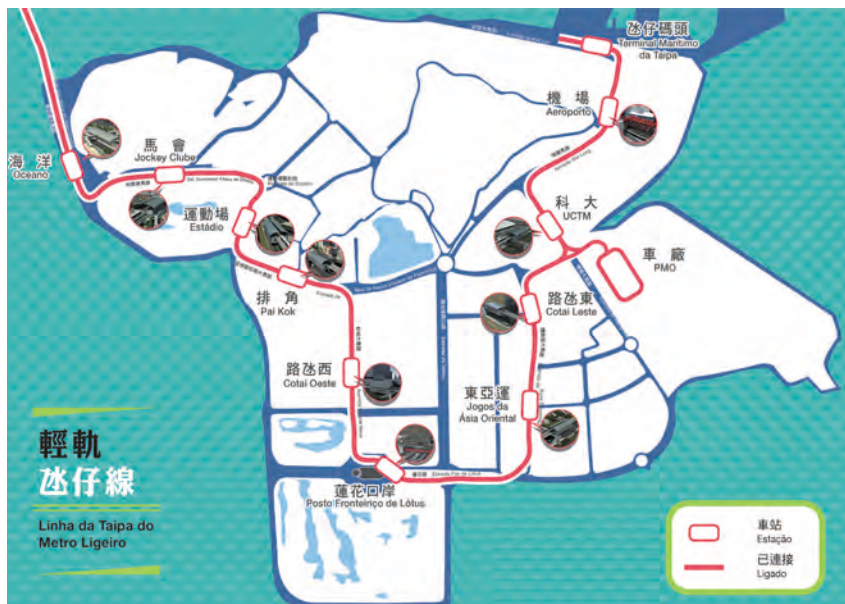 氹仔碼頭
Terminal Marítimo
da Taipa
機場
Aeroporto
馬會
Jockey Clube
海洋
Oceano
運動場
Estádio
科大
UCTM
車廠
PMO
排角
Pai Kok
路氹東
Cotai Leste
路氹西
Cotai Oeste
東亞運
Jogos da
Ásia Oriental
蓮花口岸
Posto Fronteiriço de Lótus
輕軌
氹仔線
Linha da Taipa do
Metro Ligeiro
車站
Estação
已連接
Ligado